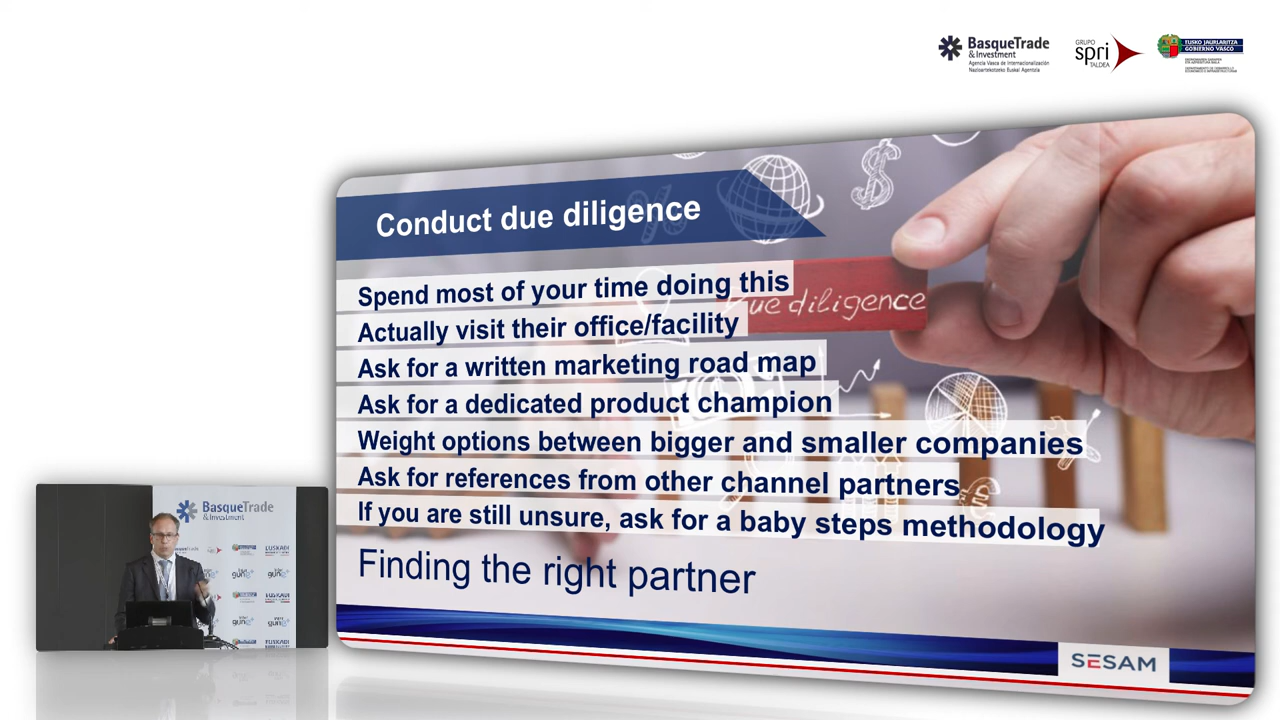 BasqueTrade
& Investment
Agencia Vasca de Internacionalización
Nazioartekotzeko Euskal Agentzia
GRUPO
spri
TALDEA
EUSKO JAURLARITZA
GOBIERNO VASCO
Conduct due diligence
Spend most of your time doing this
ue diligence
Actually visit their office/facility
Ask for a written marketing road map
Ask for a dedicated product champion
Weight options between bigger and smaller companies
Ask for references from other channel partners
If you are still unsure, ask for a baby steps methodology
Finding the right partner
SESAM
BasqueTrade
& Investment
EUSKADI